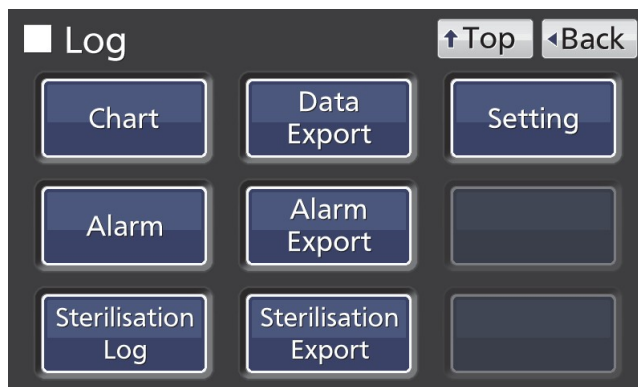 Log
Top
Back
Chart
Data
Export
Setting
Alarm
Alarm
Export
Sterilisation
Log
Sterilisation
Export